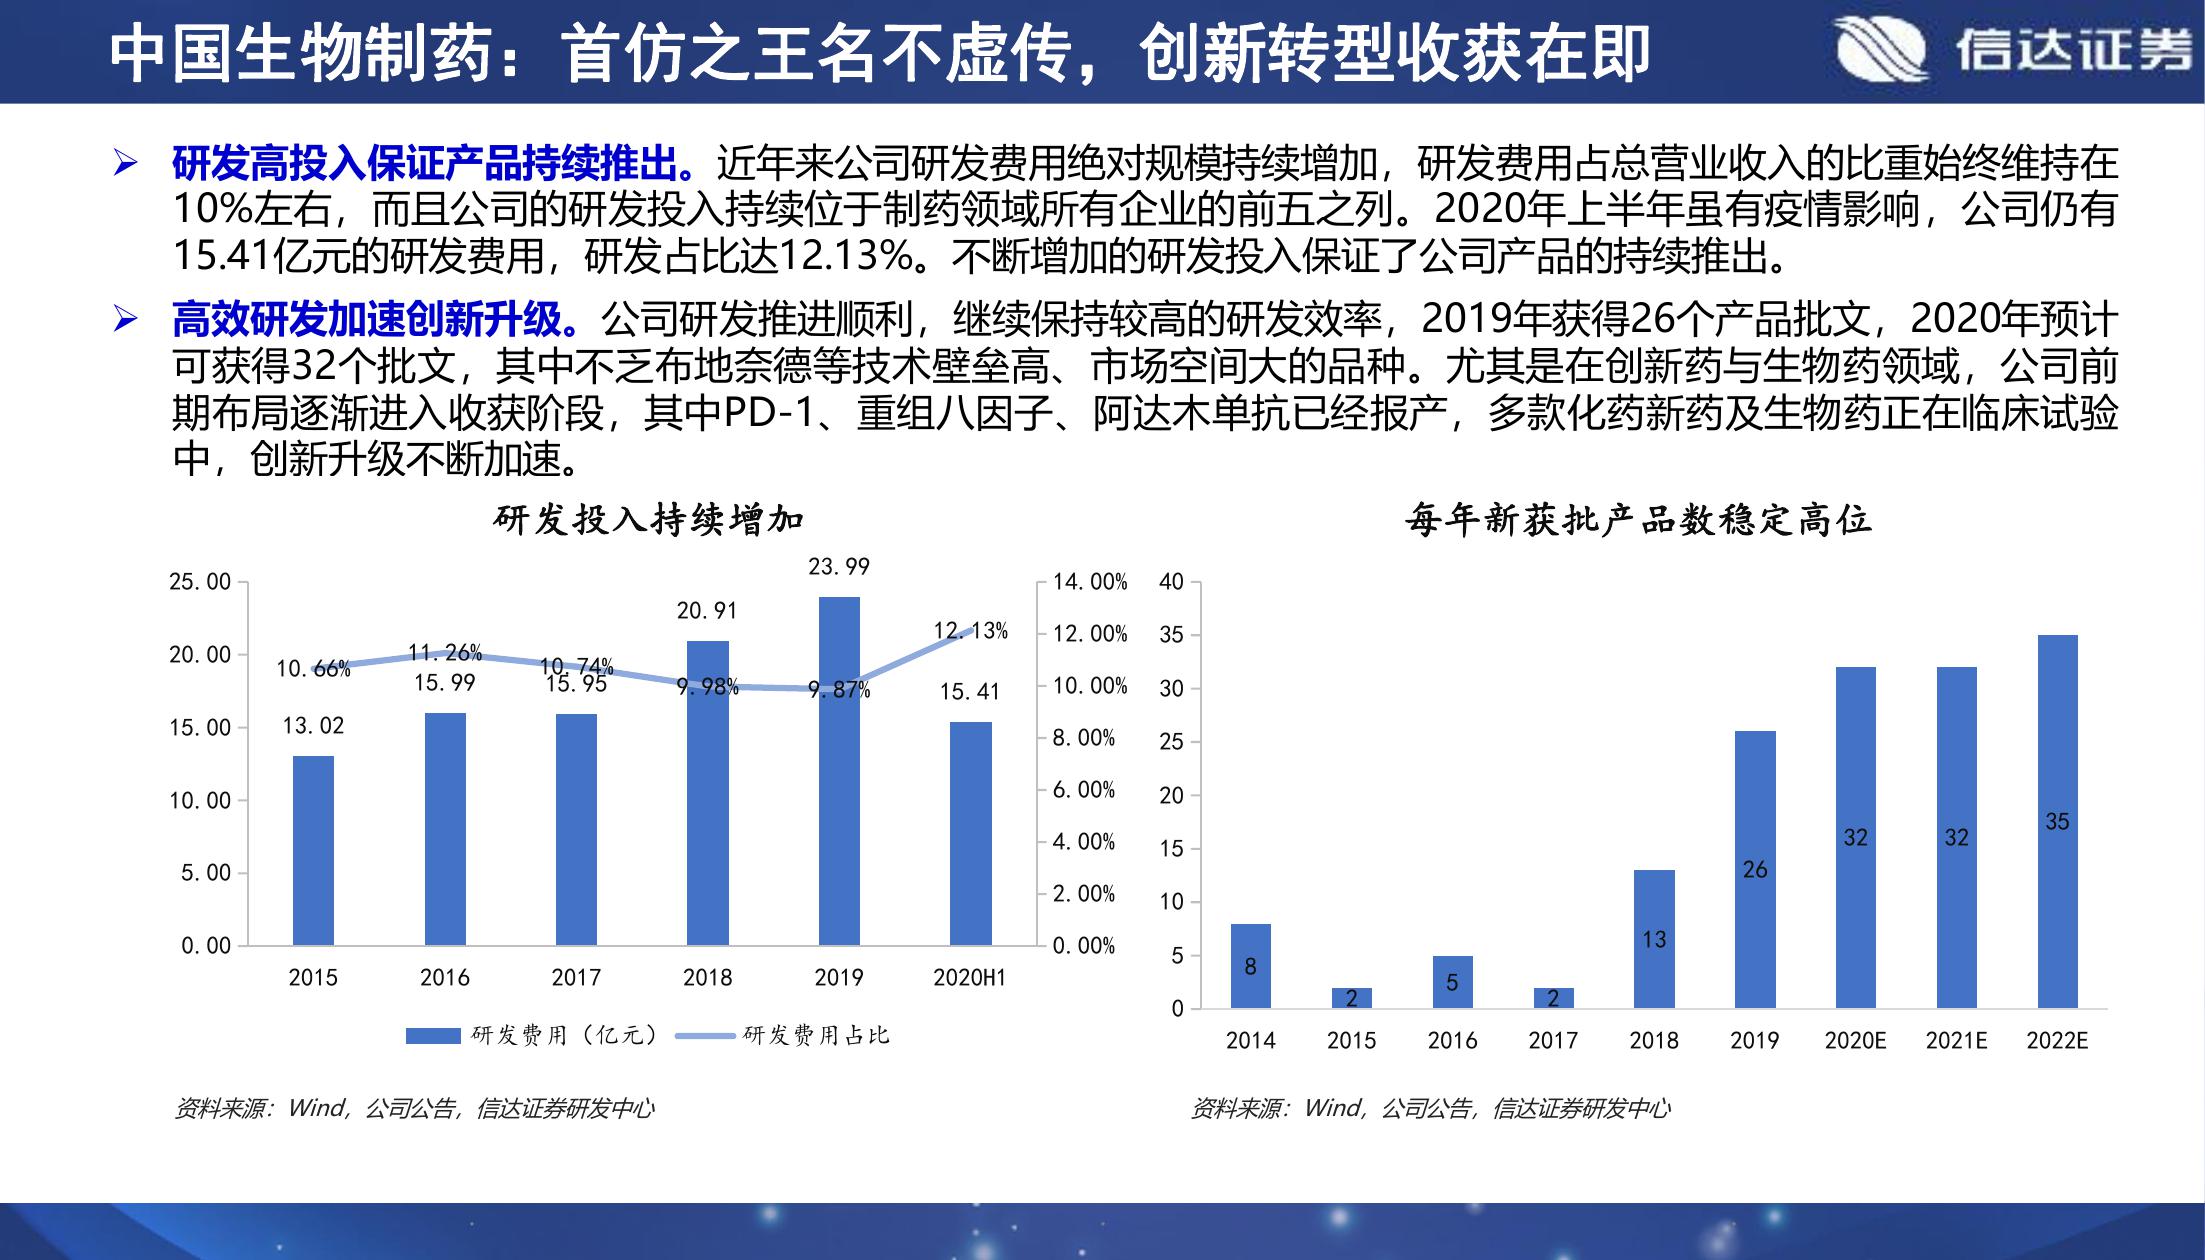 中国生物制药：首仿之王名不虚传，创新转型收获在即
信达证券
研发高投入保证产品持续推出。近年来公司研发费用绝对规模持续增加，研发费用占总营业收入的比重始终维持在
10%左右，而且公司的研发投入持续位于制药领域所有企业的前五之列。2020年上半年虽有疫情影响，公司仍有
15.41亿元的研发费用，研发占比达12.13%。不断增加的研发投入保证了公司产品的持续推出。
高效研发加速创新升级。公司研发推进顺利，继续保持较高的研发效率，2019年获得26个产品批文，2020年预计
可获得32个批文，其中不乏布地奈德等技术壁垒高、市场空间大的品种。尤其是在创新药与生物药领域，公司前
期布局逐渐进入收获阶段，其中PD-1、重组八因子、阿达木单抗已经报产，多款化药新药及生物药正在临床试验
中，创新升级不断加速。
研发投入持续增加
25.00
20.00
15.00
10.00
5.00
0.00
14.00%
12.00%
10.00%
8.00%
6.00%
4.00%
2.00%
0.00%
13.02
15.99
15.95
20.91
23.99
15.41
10.66%
11.26%
10.74%
9.98%
9.87%
12.13%
2015 2016 2017 2018 2019 2020H1
研发费用（亿元） 研发费用占比
资料来源：Wind，公司公告，信达证券研发中心
每年新获批产品数稳定高位
40
35
30
25
20
15
10
5
0
8
2
5
2
13
26
32
32
35
2014 2015 2016 2017 2018 2019 2020E 2021E 2022E
资料来源：Wind，公司公告，信达证券研发中心